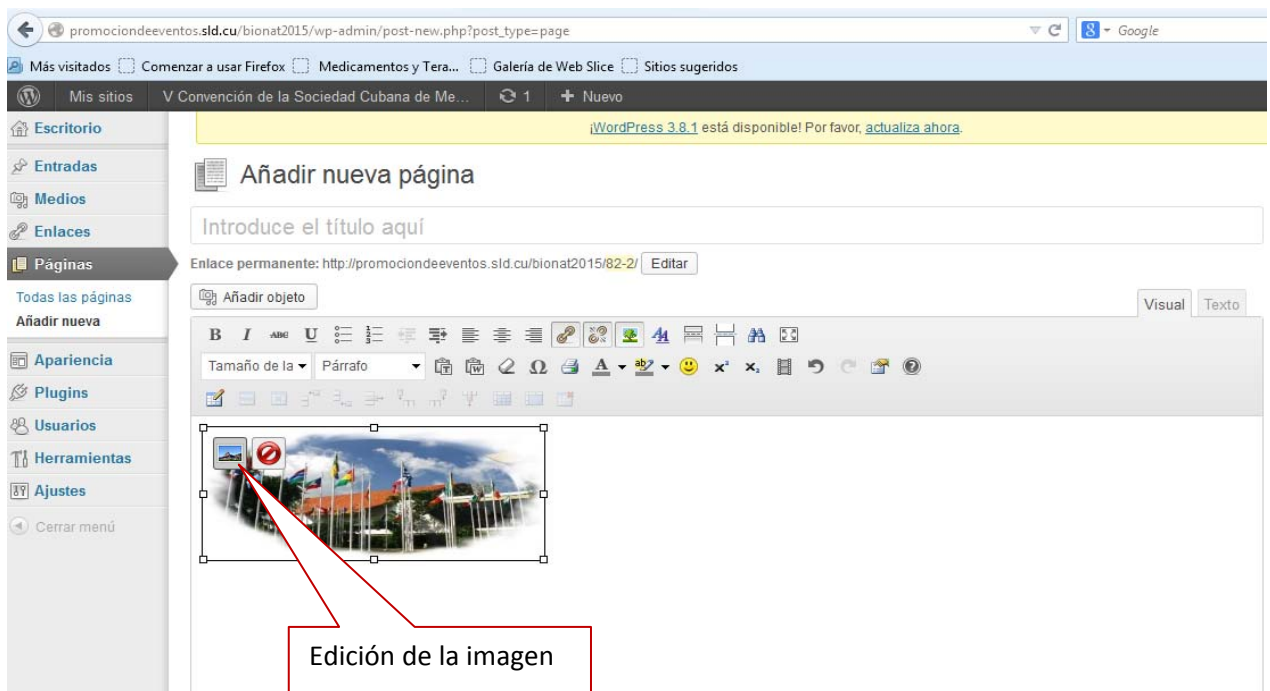 promociondeeventos.sld.cu/bionat2015/wp-admin/post-new.php?post_type=page
Google
Más visitados Comenzar a usar Firefox Medicamentos y Tera... Galería de Web Slice Sitios sugeridos
Mis sitios V Convención de la Sociedad Cubana de Me... 1 + Nuevo
Escritorio
¡WordPress 3.8.1 está disponible! Por favor, actualiza ahora.
Entradas
Medios
Enlaces
Páginas
Todas las páginas
Añadir nueva
Apariencia
Plugins
Usuarios
Herramientas
Ajustes
Cerrar menú
Añadir nueva página
Introduce el título aquí
Enlace permanente: http://promociondeeventos.sld.cu/bionat2015/82-2/ Editar
Añadir objeto
Visual Texto
B I ABC U
Tamaño de la Párrafo
Edición de la imagen